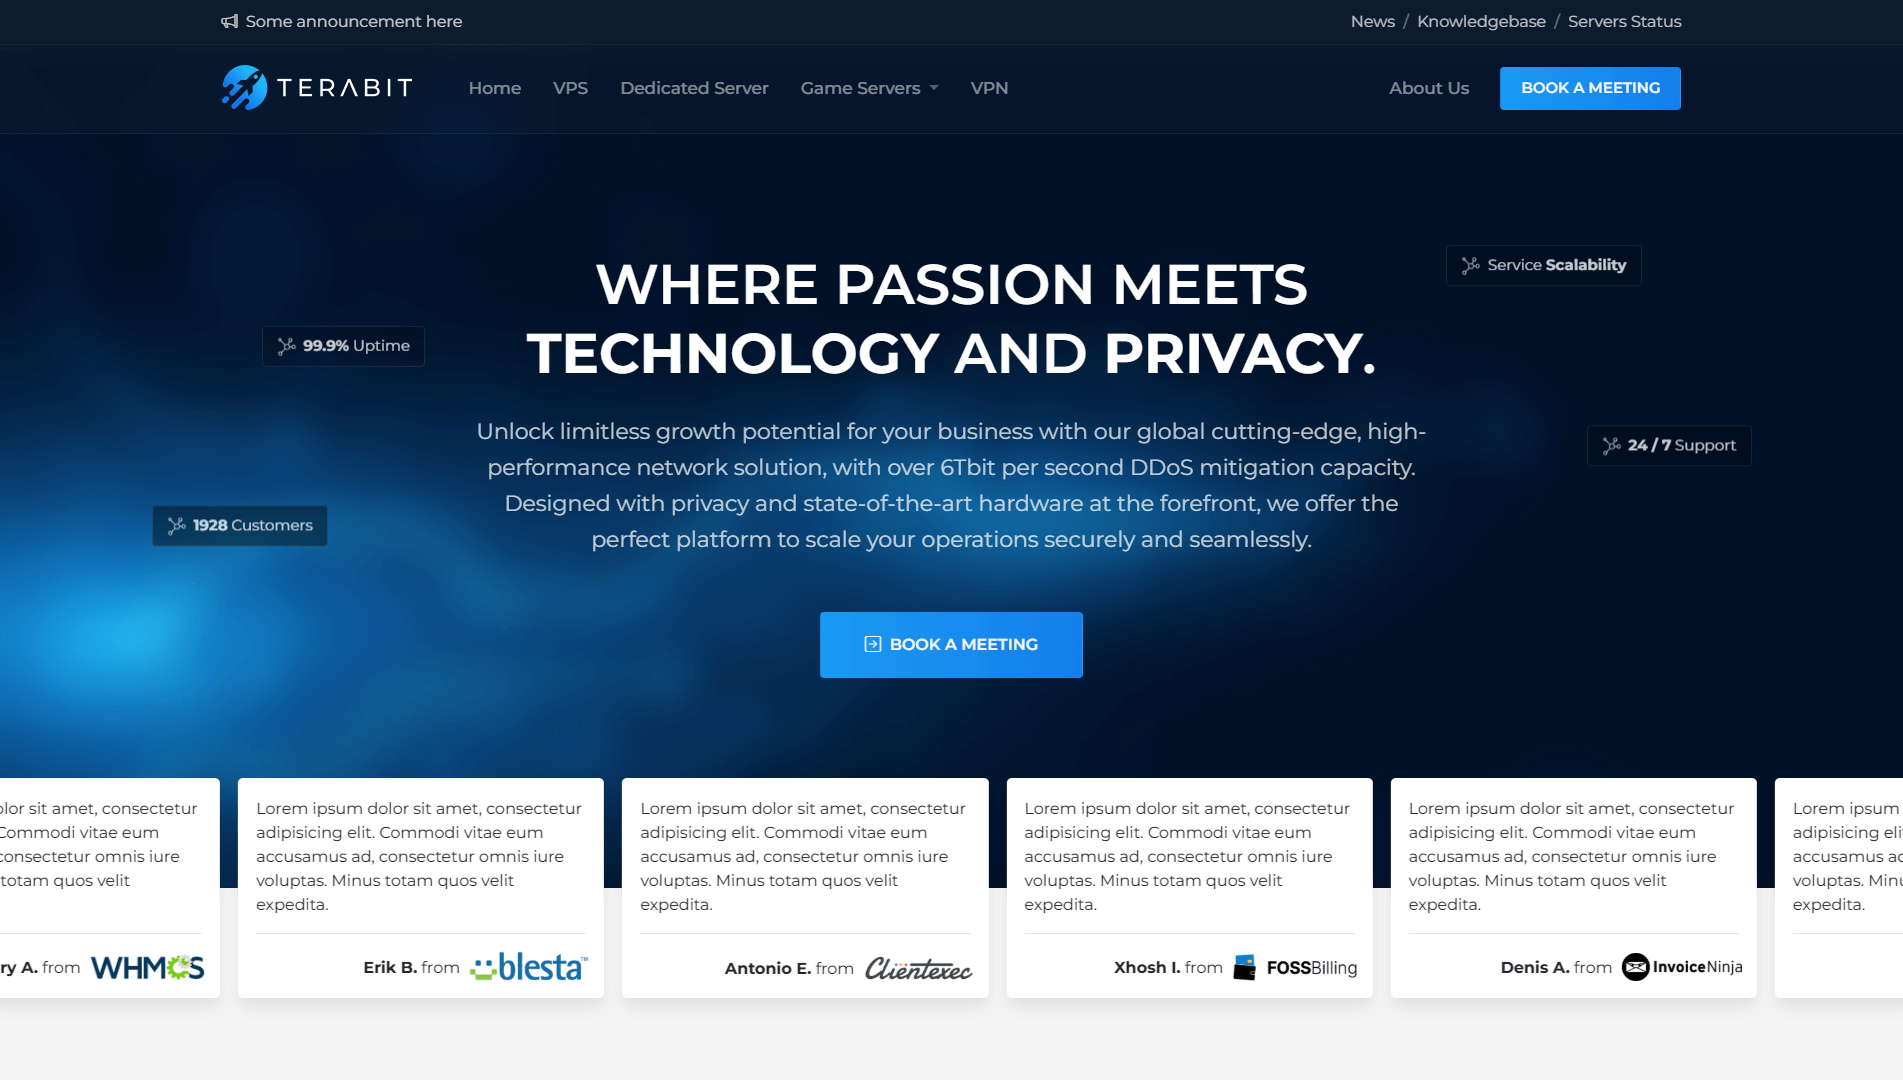 Some announcement here
News / Knowledgebase / Servers Status
TERABIT
Home VPS Dedicated Server Game Servers VPN
About Us BOOK A MEETING
WHERE PASSION MEETS
TECHNOLOGY AND PRIVACY.
Service Scalability
99.9% Uptime
Unlock limitless growth potential for your business with our global cutting-edge, high-
performance network solution, with over 6Tbit per second DDoS mitigation capacity.
Designed with privacy and state-of-the-art hardware at the forefront, we offer the
perfect platform to scale your operations securely and seamlessly.
24 / 7 Support
1928 Customers
BOOK A MEETING
sit amet, consectetur
Commodi vitae eum
consectetur omnis iure
totam quos velit
A. from WHMCS
Lorem ipsum dolor sit amet, consectetur
adipisicing elit. Commodi vitae eum
accusamus ad, consectetur omnis iure
voluptas. Minus totam quos velit
expedita.
Erik B. from blesta™
Lorem ipsum dolor sit amet, consectetur
adipisicing elit. Commodi vitae eum
accusamus ad, consectetur omnis iure
voluptas. Minus totam quos velit
expedita.
Antonio E. from Clientexec
Lorem ipsum dolor sit amet, consectetur
adipisicing elit. Commodi vitae eum
accusamus ad, consectetur omnis iure
voluptas. Minus totam quos velit
expedita.
Xhosh I. from FOSSBilling
Lorem ipsum dolor sit amet, consectetur
adipisicing elit. Commodi vitae eum
accusamus ad, consectetur omnis iure
voluptas. Minus totam quos velit
expedita.
Denis A. from InvoiceNinja
Lorem ipsum
adipisicing
accusamus
voluptas.
expedita.